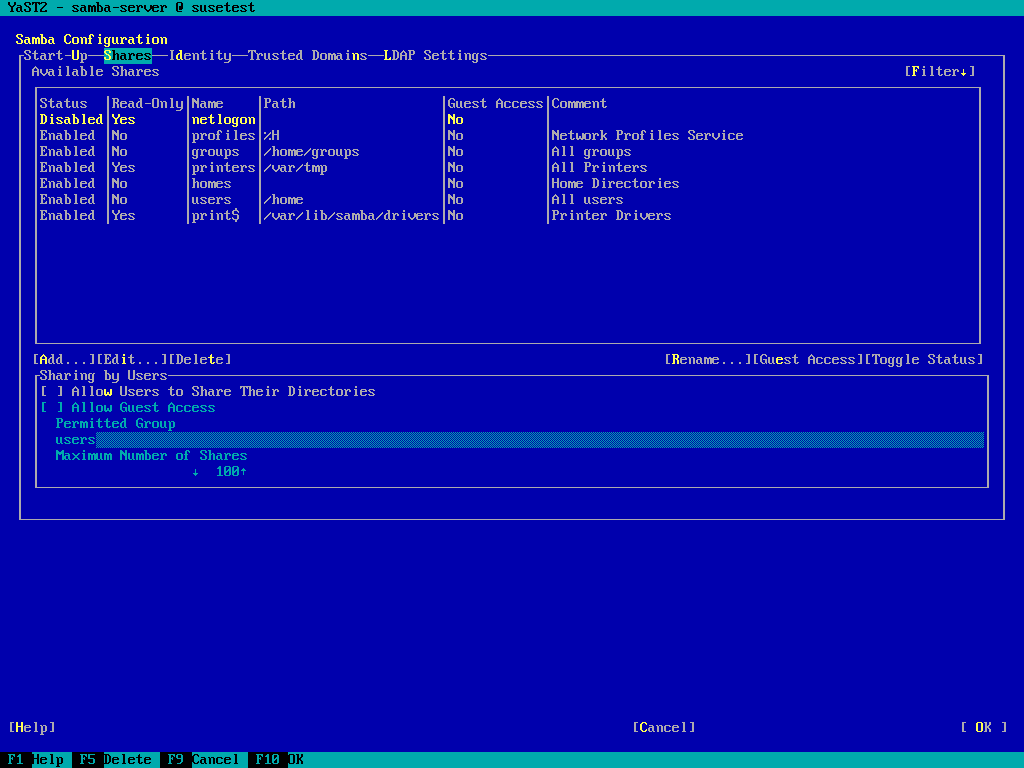 YaST2 - samba-server @ susetest
Samba Configuration
Start-Up Shares Identity Trusted Domains LDAP Settings
Available Shares [Filter↓]
Status Read-Only Name Path Guest Access Comment
Disabled Yes netlogon No
Enabled No profiles %H No Network Profiles Service
Enabled No groups /home/groups No All groups
Enabled Yes printers /var/tmp No All Printers
Enabled No homes No Home Directories
Enabled No users /home No All users
Enabled Yes print$ /var/lib/samba/drivers No Printer Drivers
[Add...][Edit...][Delete] [Rename...][Guest Access][Toggle Status]
Sharing by Users
[ ] Allow Users to Share Their Directories
[ ] Allow Guest Access
Permitted Group
users
Maximum Number of Shares
↓ 100↑
[Help] [Cancel] [ OK ]
F1 Help F5 Delete F9 Cancel F10 OK